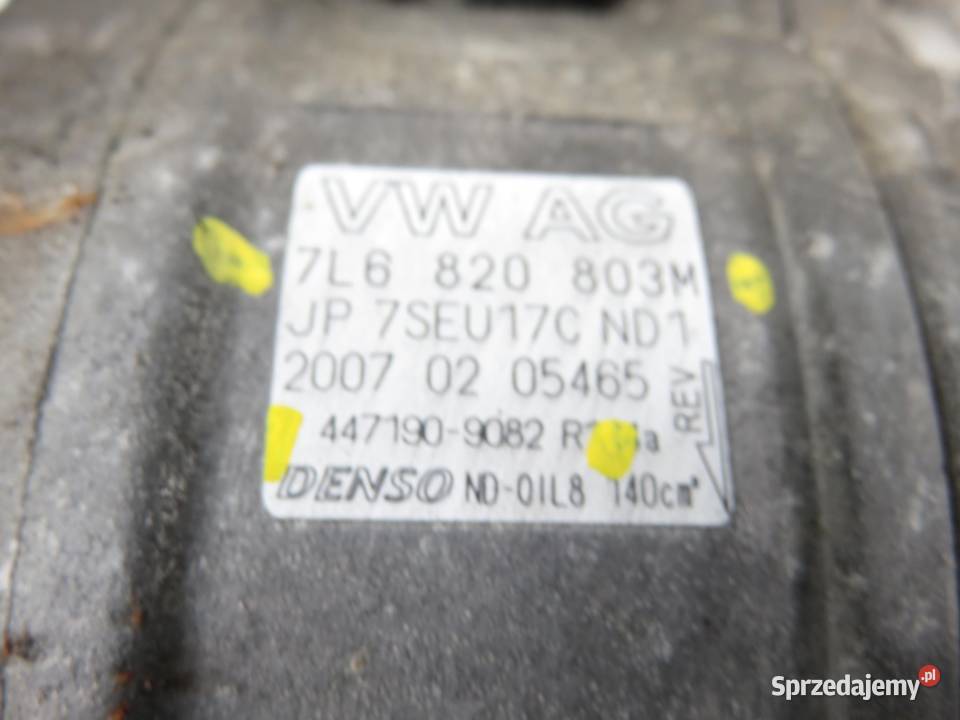 VW AG
7L6 820 803M
JP 7SEU17C ND1
2007 02 05465
REV
447190-9082
DENSO ND-OIL8 140cm³
Sprzedajemy.pl